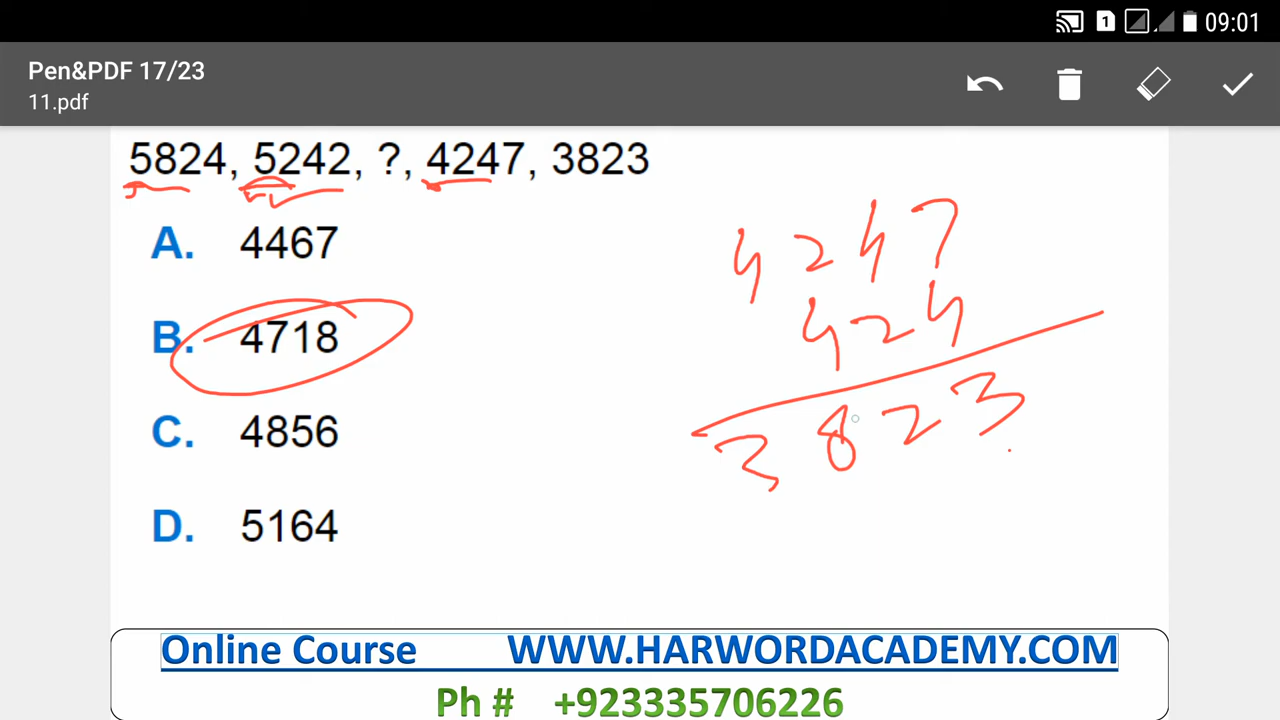 1 09:01
Pen&PDF 17/23
11.pdf
5824, 5242, ?, 4247, 3823
A. 4467
B. 4718
C. 4856
D. 5164
4247
424
3823
Online Course WWW.HARWORDACADEMY.COM
Ph # +923335706226